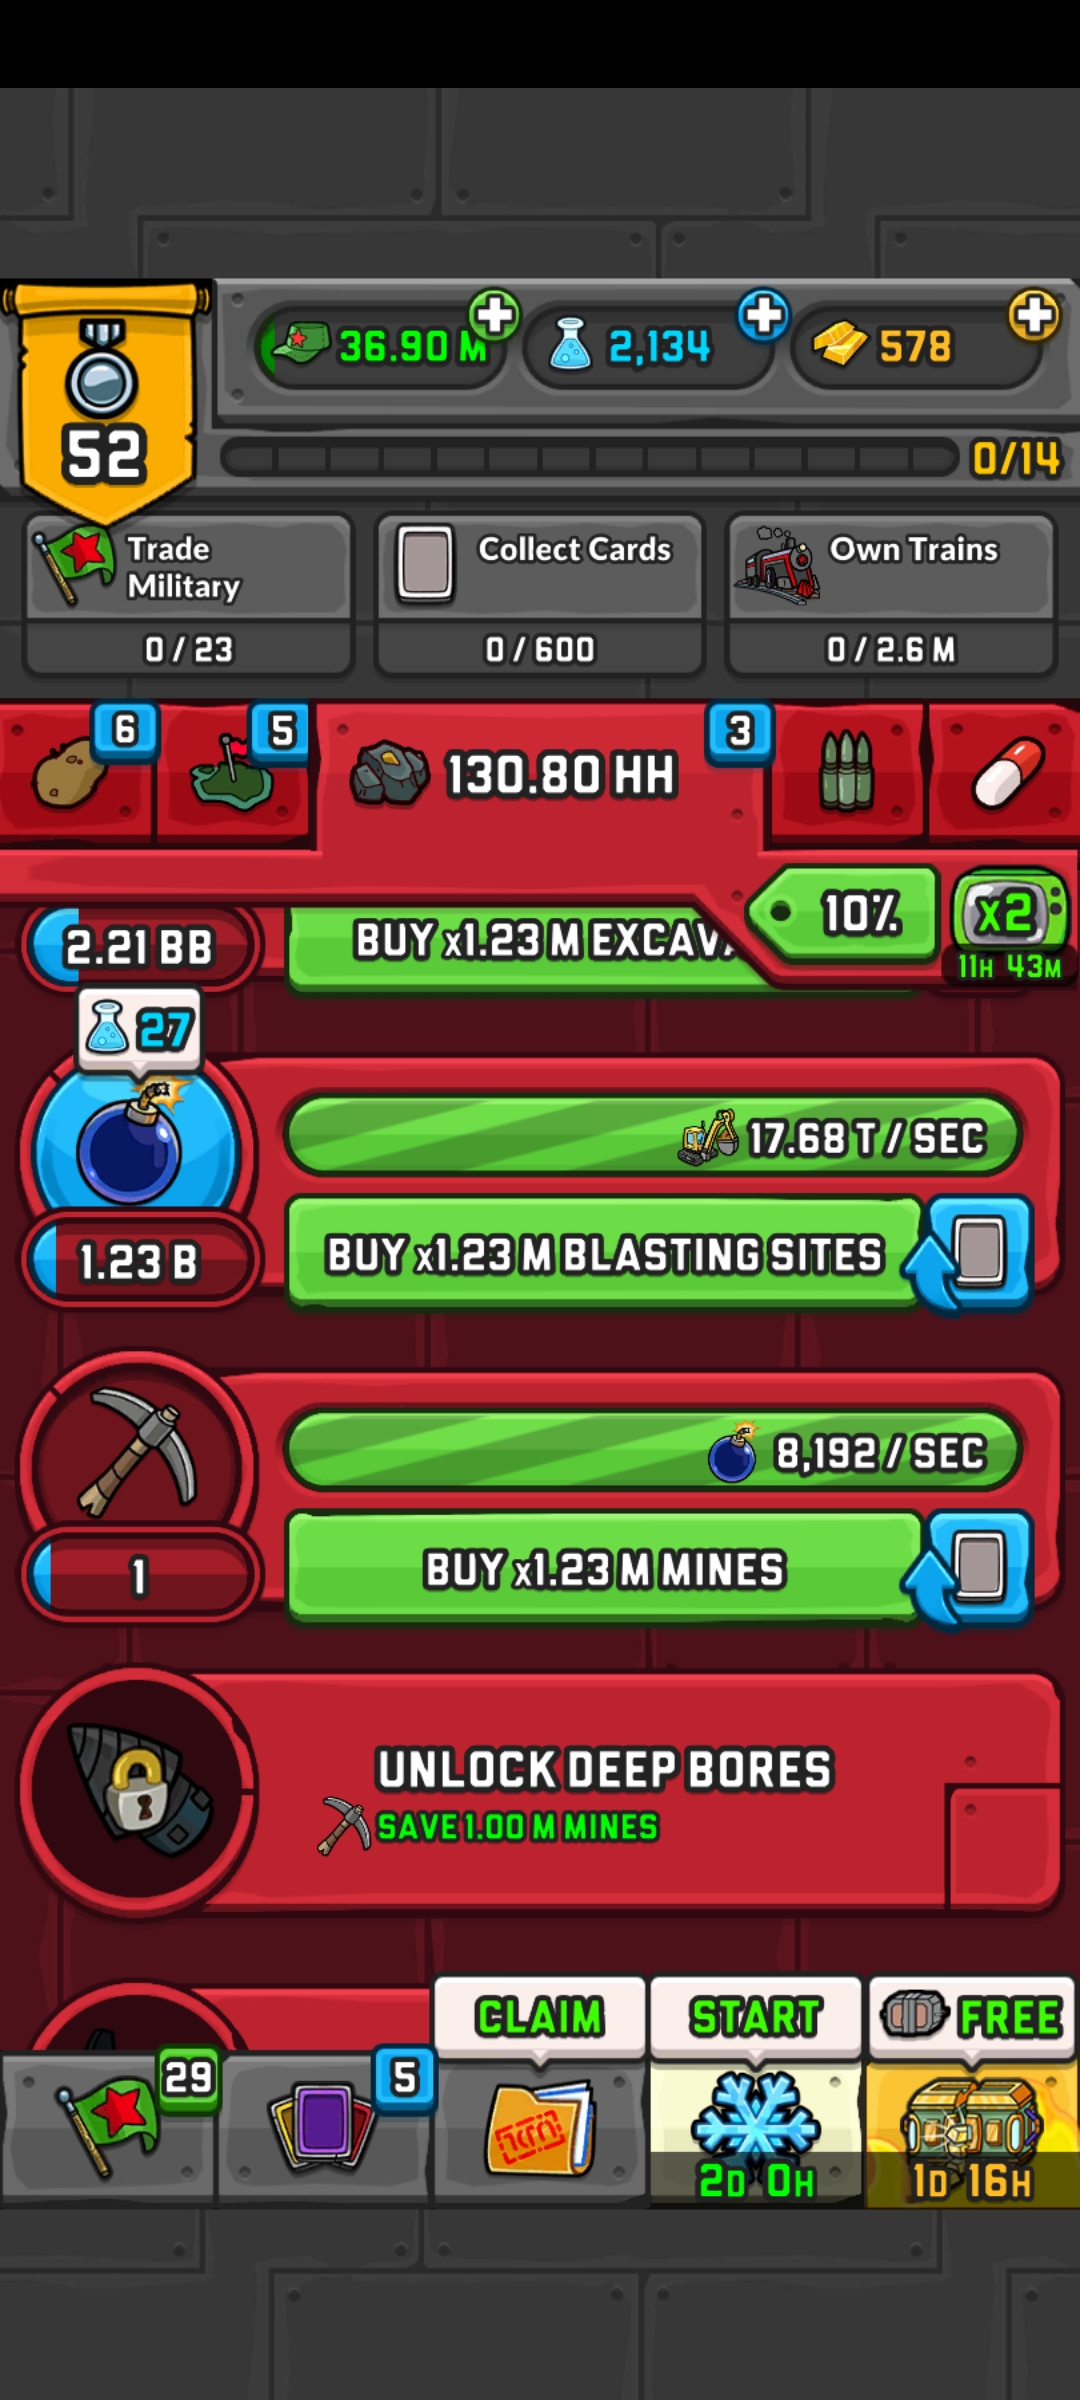 36.90 M
2,134
578
52
0/14
Trade
Military
0 / 23
Collect Cards
0 / 600
Own Trains
0 / 2.6 M
6
5
130.80 HH
3
10%
x2
11H 43M
2.21 BB
BUY x1.23 M
27
17.68 T / SEC
1.23 B
BUY x1.23 M BLASTING SITES
8,192 / SEC
1
BUY x1.23 M MINES
UNLOCK DEEP BORES
SAVE 1.00 M MINES
CLAIM
START
FREE
29
5
2D 0H
1D 16H